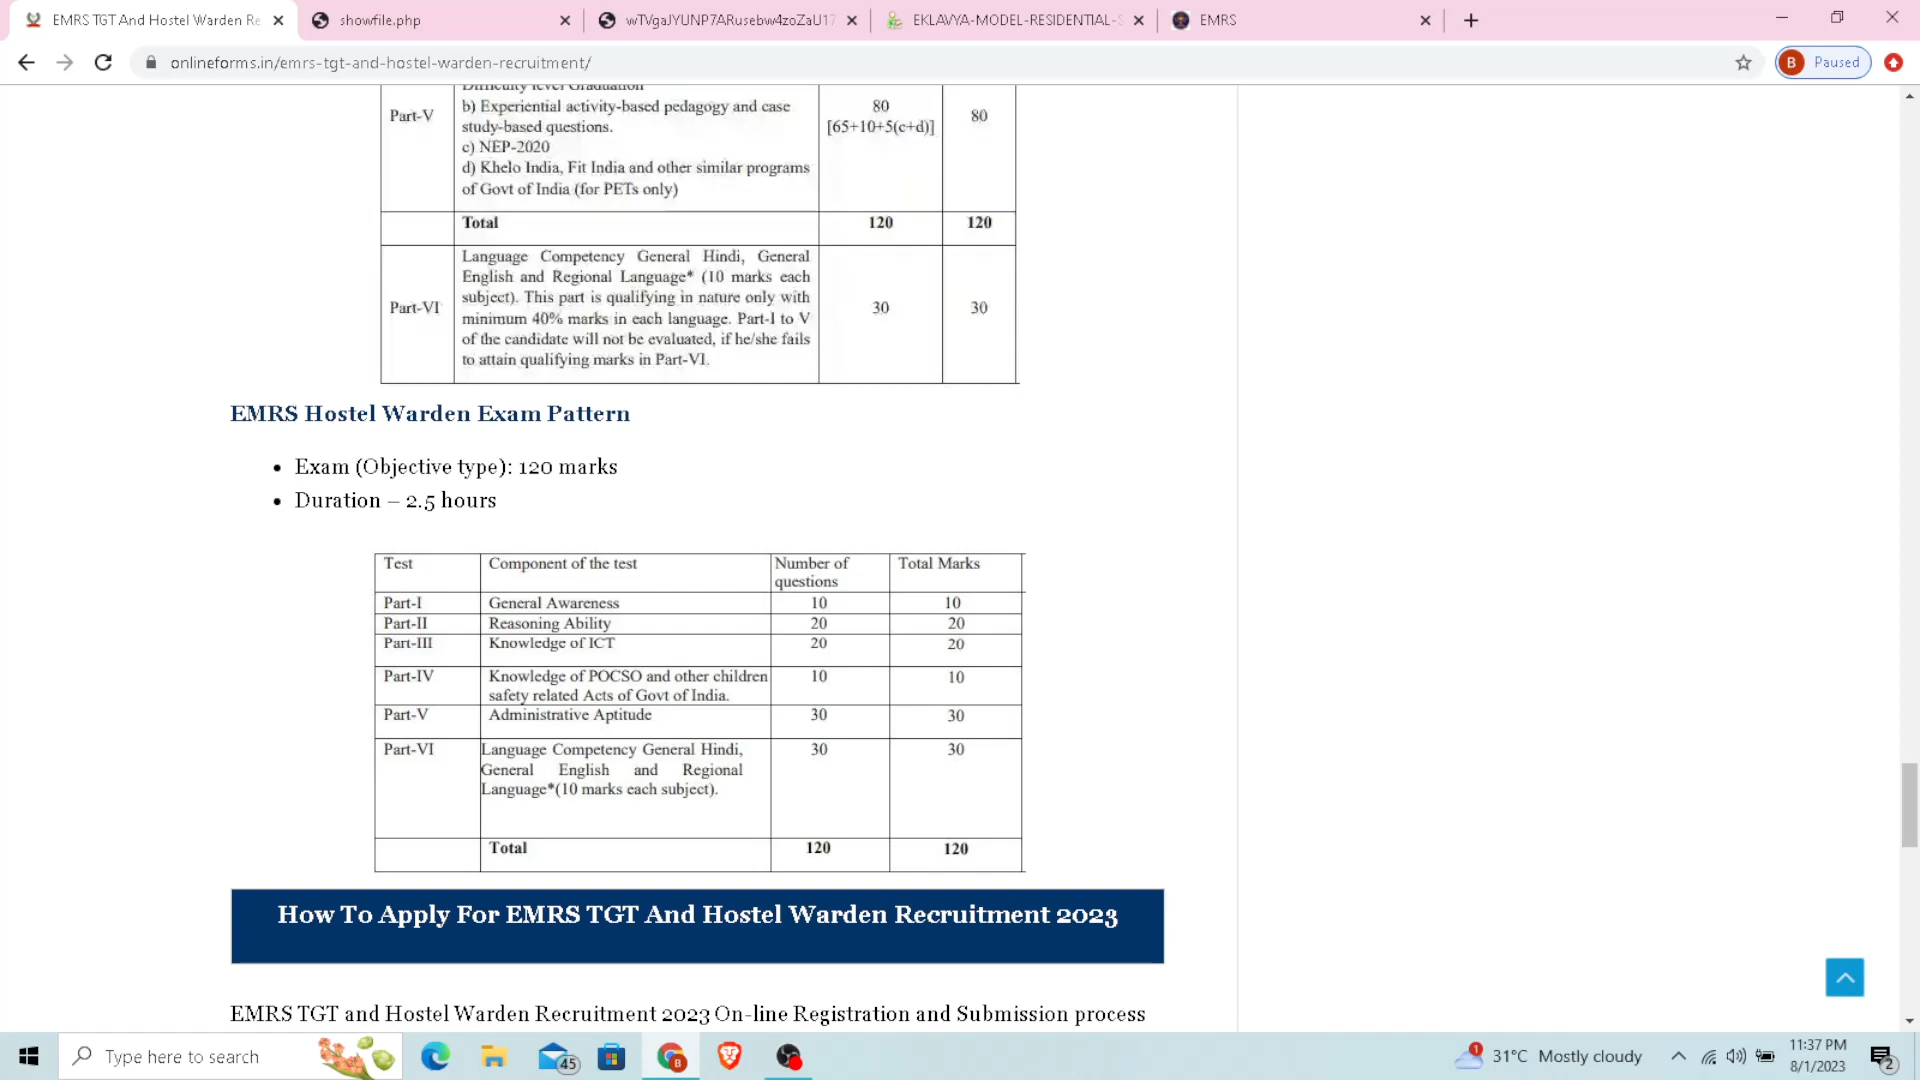 EMRS TGT And Hostel Warden Re
showfile.php
wTVgaJYUNP7ARusebw4zoZaU17
EKLAVYA-MODEL-RESIDENTIAL-S
EMRS
onlineforms.in/emrs-tgt-and-hostel-warden-recruitment/
B Paused
Difficulty level Graduation
Part-V
b) Experiential activity-based pedagogy and case
study-based questions.
c) NEP-2020
d) Khelo India, Fit India and other similar programs
of Govt of India (for PETs only)
80
[65+10+5(c+d)]
80
Total 120 120
Part-VI
Language Competency General Hindi, General
English and Regional Language* (10 marks each
subject). This part is qualifying in nature only with
minimum 40% marks in each language. Part-I to V
of the candidate will not be evaluated, if he/she fails
to attain qualifying marks in Part-VI.
30
30
EMRS Hostel Warden Exam Pattern
• Exam (Objective type): 120 marks
• Duration – 2.5 hours
Test Component of the test Number of
questions Total Marks
Part-I General Awareness 10 10
Part-II Reasoning Ability 20 20
Part-III Knowledge of ICT 20 20
Part-IV Knowledge of POCSO and other children
safety related Acts of Govt of India. 10 10
Part-V Administrative Aptitude 30 30
Part-VI Language Competency General Hindi,
General English and Regional
Language*(10 marks each subject). 30 30
Total 120 120
How To Apply For EMRS TGT And Hostel Warden Recruitment 2023
EMRS TGT and Hostel Warden Recruitment 2023 On-line Registration and Submission process
Type here to search
45
B
1
31°C Mostly cloudy
11:37 PM
8/1/2023
2